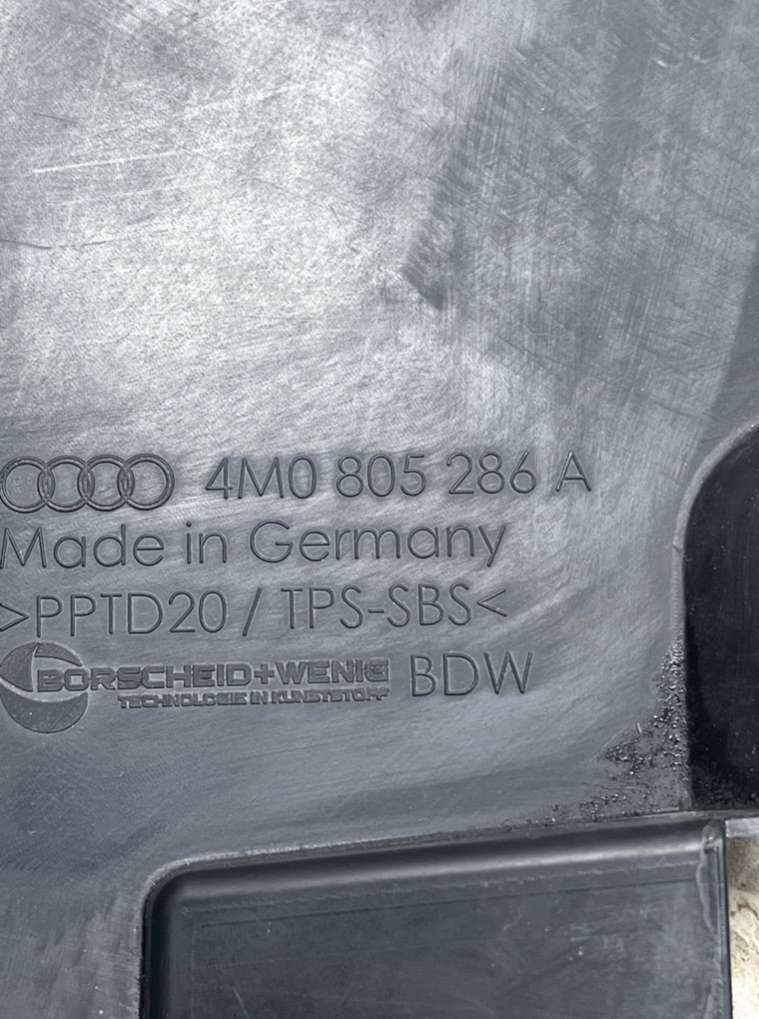 4M0 805 286 A
Made in Germany
>PPTD20 / TPS-SBS<
BORSCHEID+WENIG BDW
TECHNOLOGIE IN KUNSTSTOFF